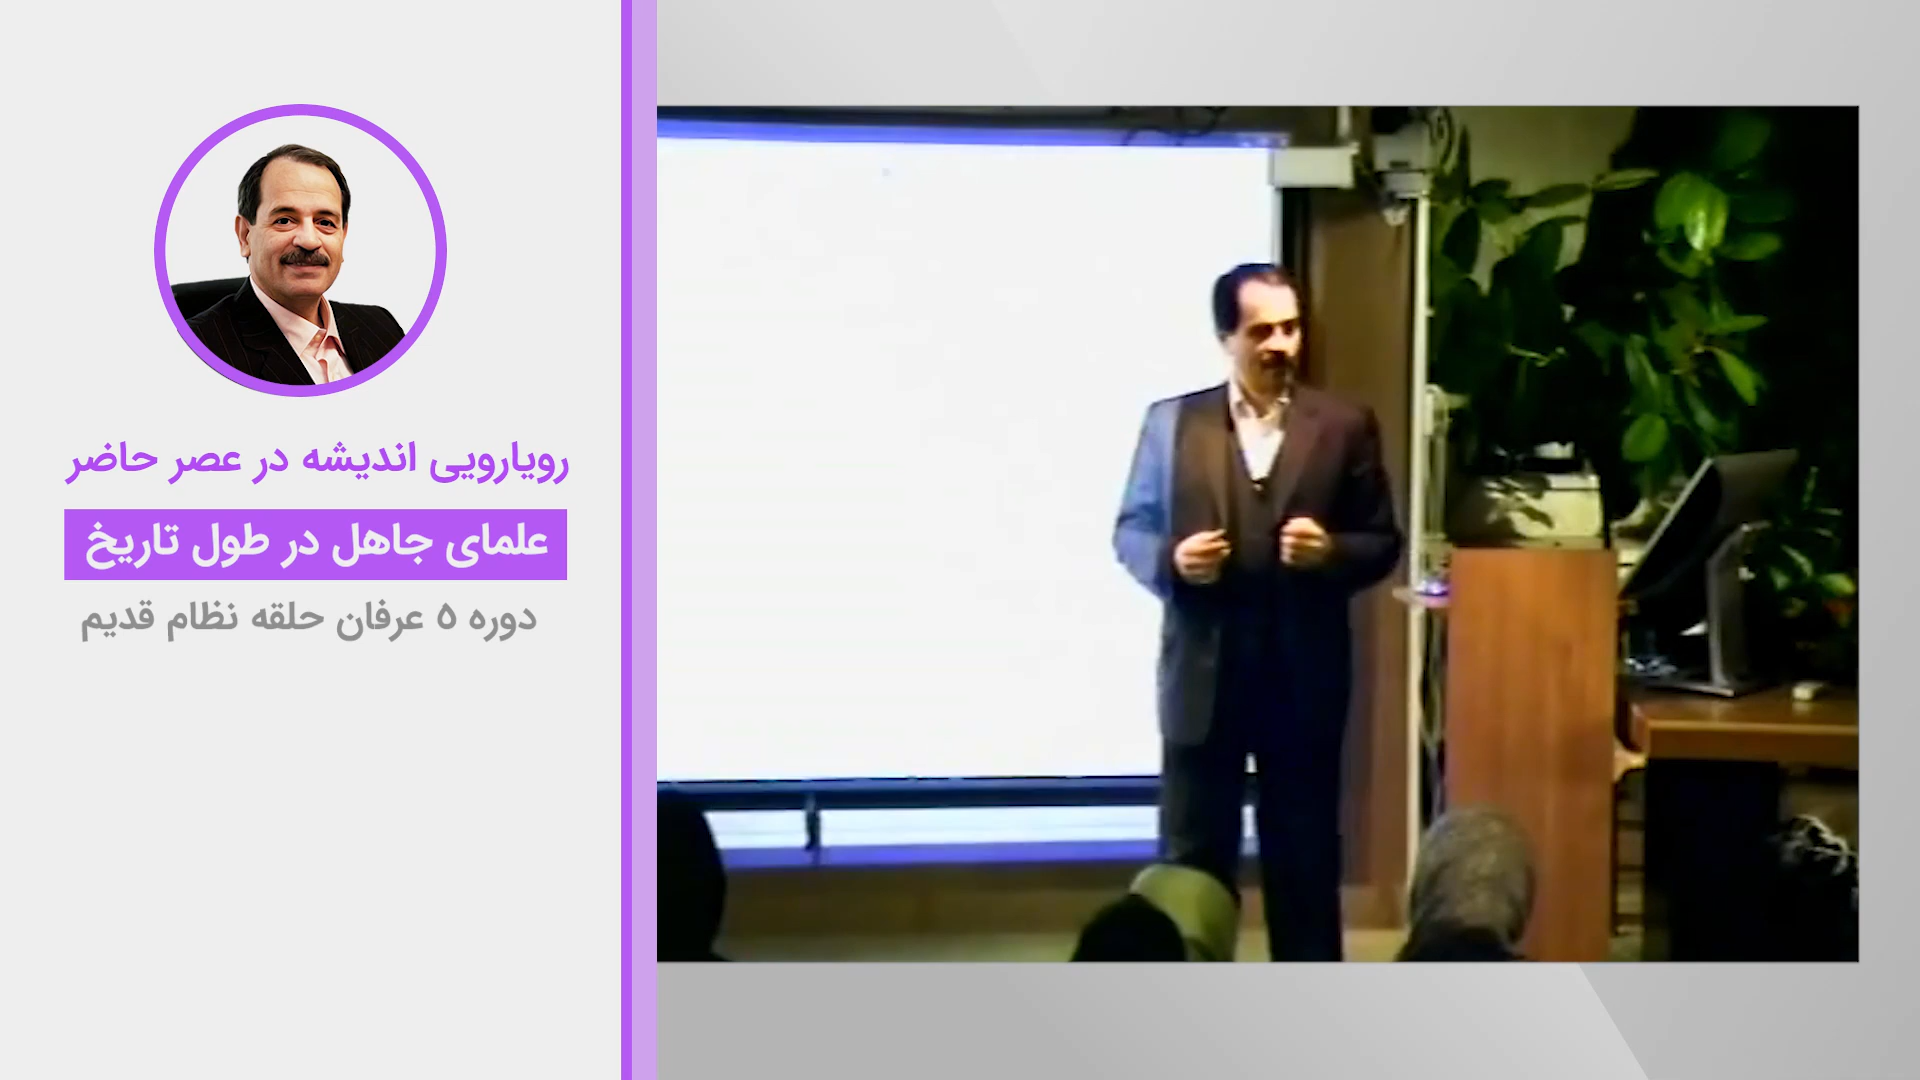 رویارویی اندیشه در عصر حاضر
علمای جاهل در طول تاریخ
دوره ۵ عرفان حلقه نظام قدیم